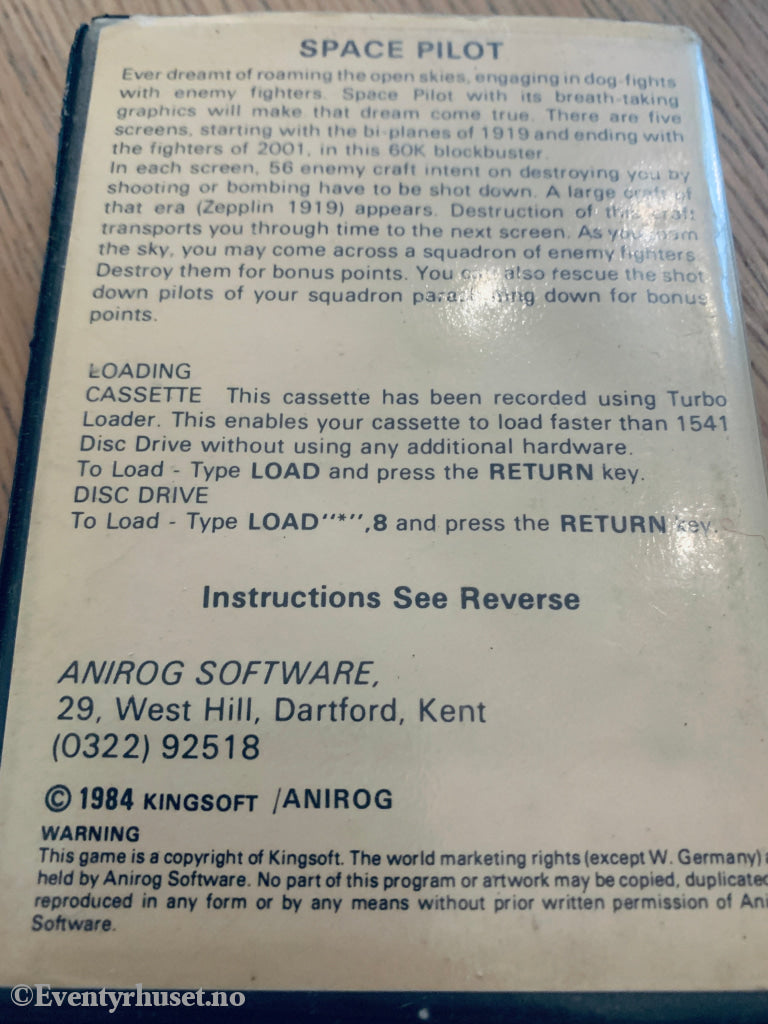 SPACE PILOT
Ever dreamt of roaming the open skies, engaging in dog-fights
with enemy fighters. Space Pilot with its breath-taking
graphics will make that dream come true. There are five
screens, starting with the bi-planes of 1919 and ending with
the fighters of 2001, in this 60K blockbuster.
In each screen, 56 enemy craft intent on destroying you by
shooting or bombing have to be shot down. A large craft of
that era (Zepplin 1919) appears. Destruction of this craft
transports you through time to the next screen. As you roam
the sky, you may come across a squadron of enemy fighters
Destroy them for bonus points. You can also rescue the shot
down pilots of your squadron down for bonus
points.
LOADING
CASSETTE This cassette has been recorded using Turbo
Loader. This enables your cassette to load faster than 1541
Disc Drive without using any additional hardware.
To Load - Type LOAD and press the RETURN key.
DISC DRIVE
To Load - Type LOAD"*",8 and press the RETURN key.
Instructions See Reverse
ANIROG SOFTWARE,
29, West Hill, Dartford, Kent
(0322) 92518
© 1984 KINGSOFT /ANIROG
WARNING
This game is a copyright of Kingsoft. The world marketing rights (except W. Germany)
held by Anirog Software. No part of this program or artwork may be copied, duplicated
reproduced in any form or by any means without prior written permission of Ani
Software.
©Eventyrhuset.no